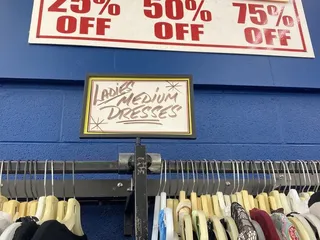 25% 50% 75%
OFF OFF OFF
LADIES
MEDIUM
DRESSES